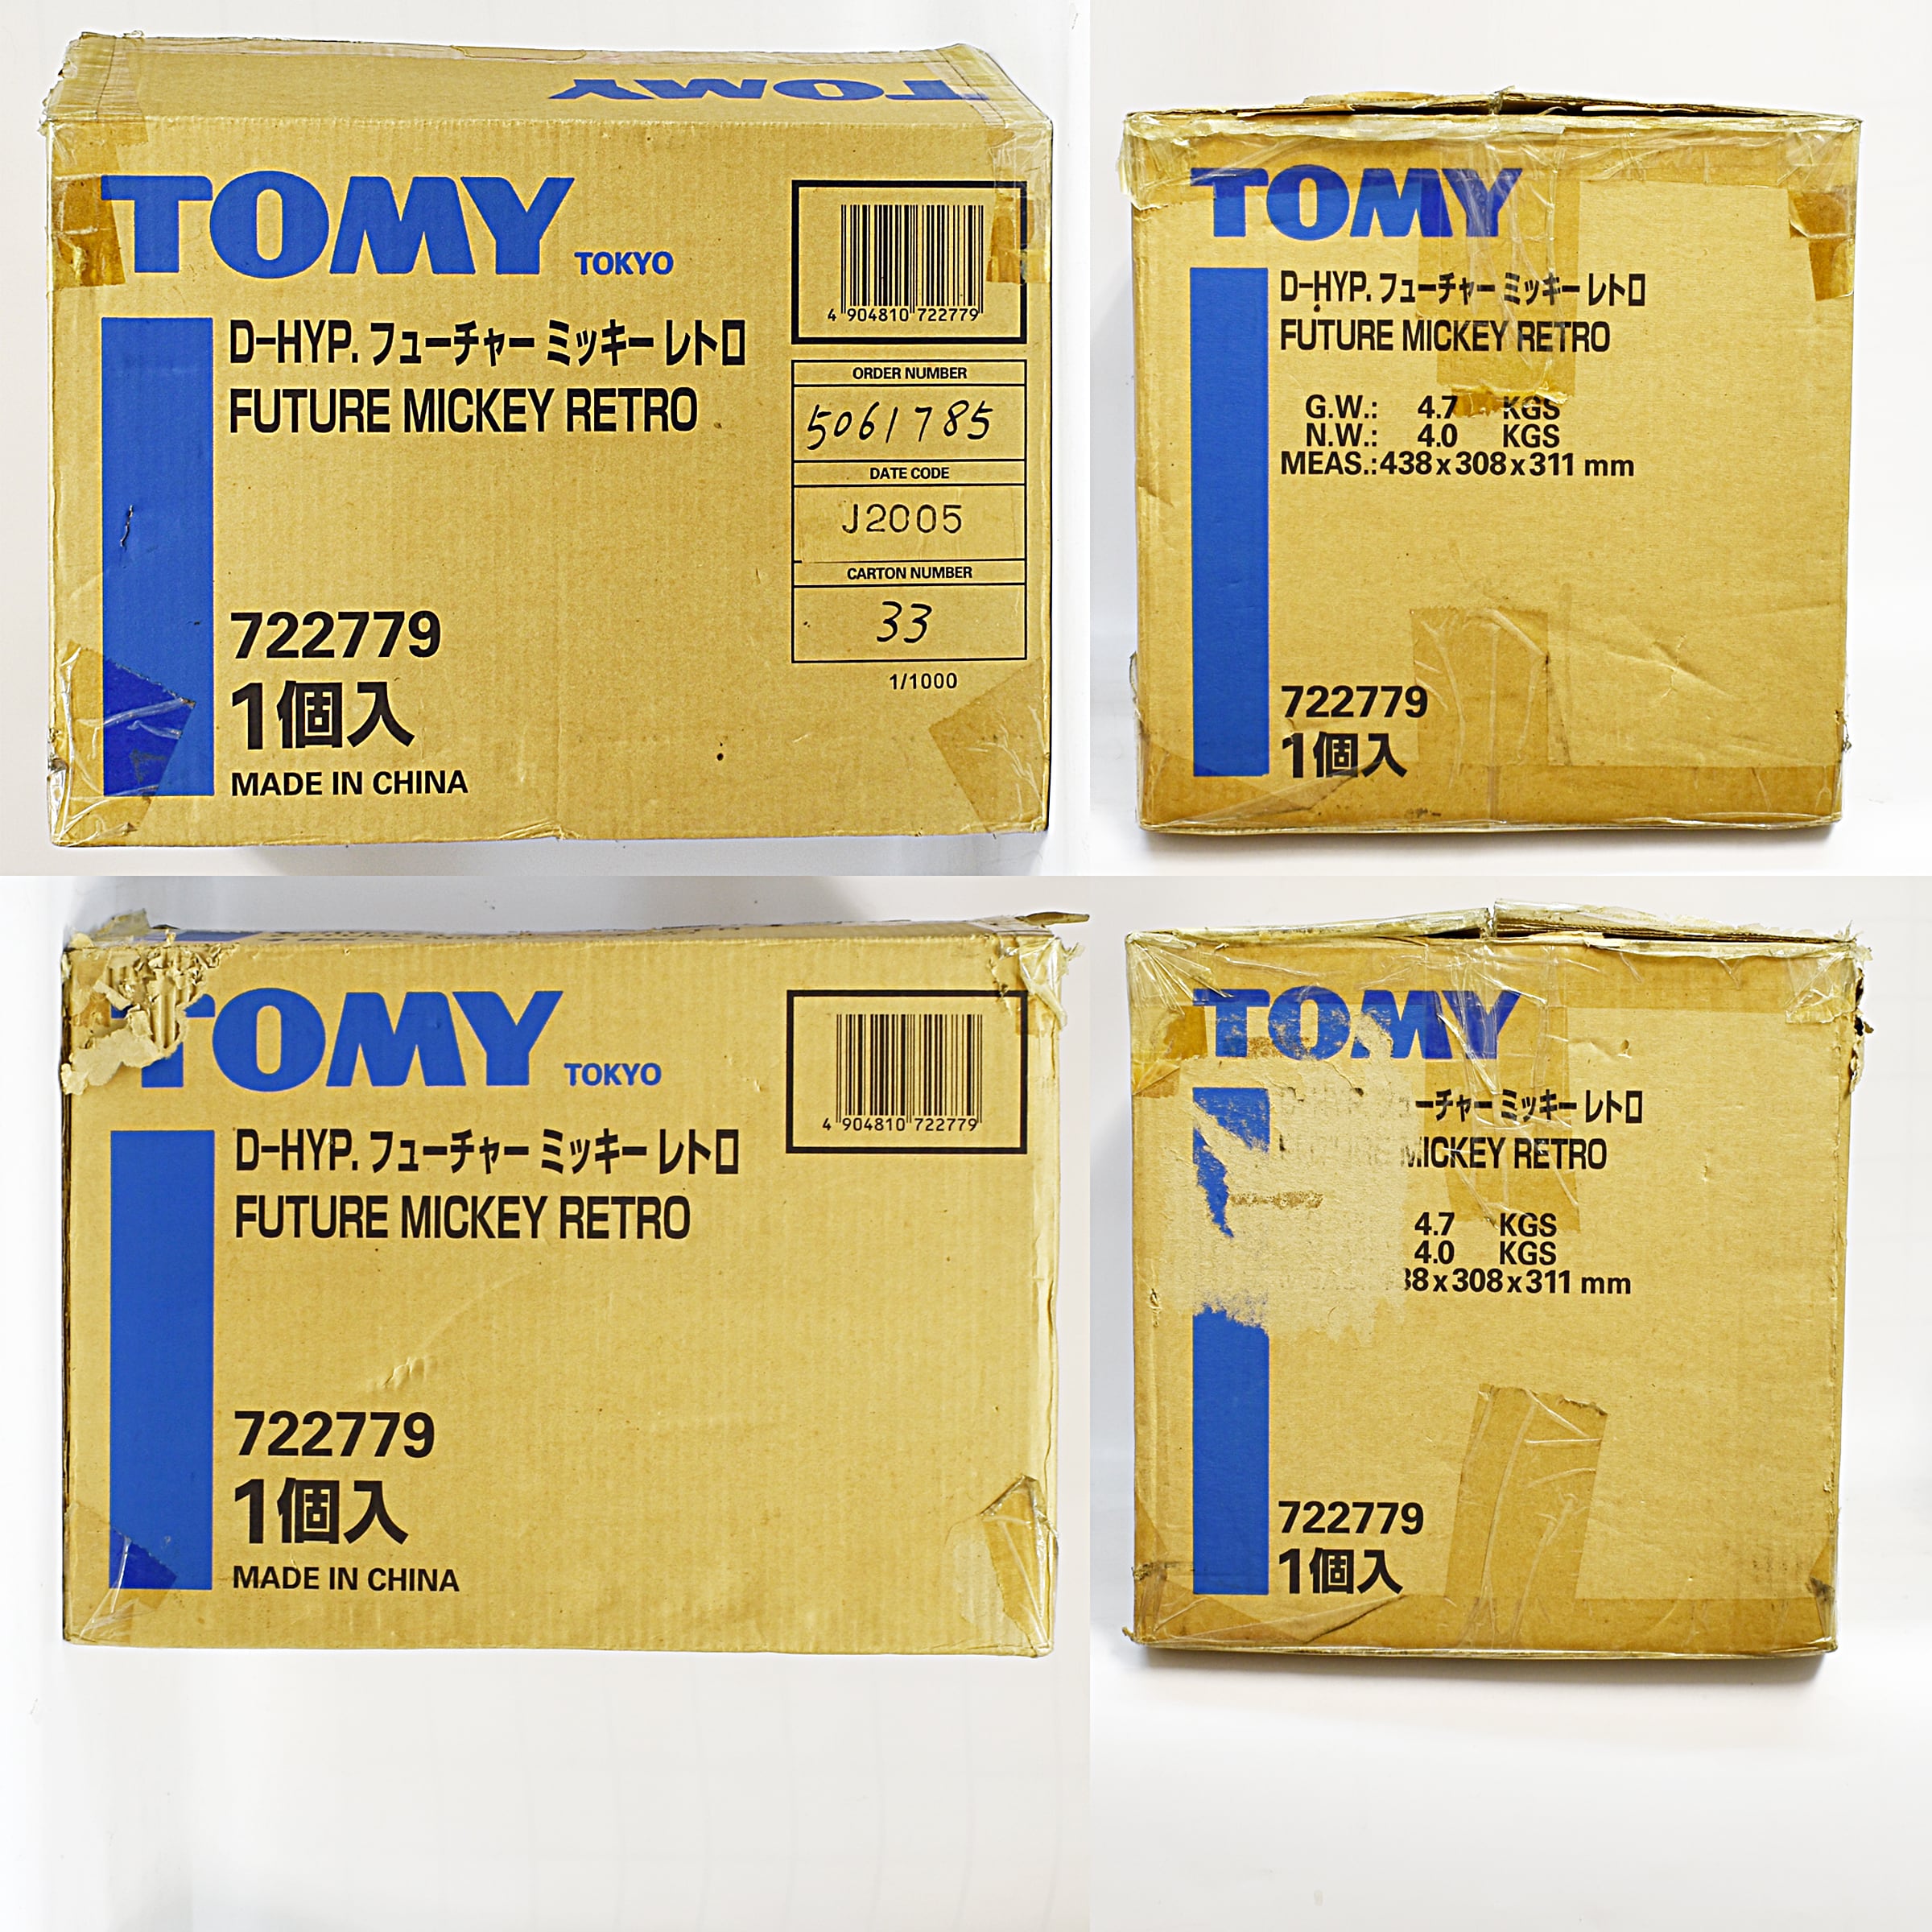 TOMY
TOMY TOKYO
D-HYP. フューチャー ミッキー レトロ
FUTURE MICKEY RETRO
722779
1個入
MADE IN CHINA
4 904810 722779
ORDER NUMBER
5061785
DATE CODE
J2005
CARTON NUMBER
33
1/1000
TOMY
D-HYP. フューチャー ミッキー レトロ
FUTURE MICKEY RETRO
G.W.: 4.7 KGS
N.W.: 4.0 KGS
MEAS.: 438 x 308 x 311 mm
722779
1個入
TOMY TOKYO
D-HYP. フューチャー ミッキー レトロ
FUTURE MICKEY RETRO
722779
1個入
MADE IN CHINA
4 904810 722779
TOMY
ミッキー レトロ
MICKEY RETRO
4.7 KGS
4.0 KGS
38 x 308 x 311 mm
722779
1個入